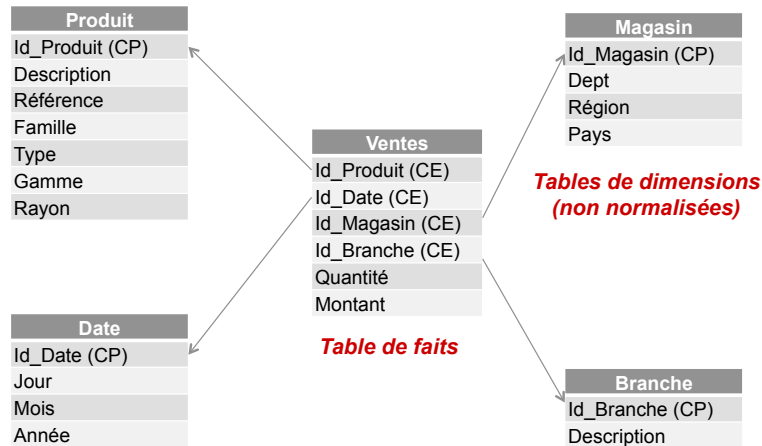 Produit
Id_Produit (CP)
Description
Référence
Famille
Type
Gamme
Rayon
Magasin
Id_Magasin (CP)
Dept
Région
Pays
Tables de dimensions
(non normalisées)
Ventes
Id_Produit (CE)
Id_Date (CE)
Id_Magasin (CE)
Id_Branche (CE)
Quantité
Montant
Table de faits
Date
Id_Date (CP)
Jour
Mois
Année
Branche
Id_Branche (CP)
Description